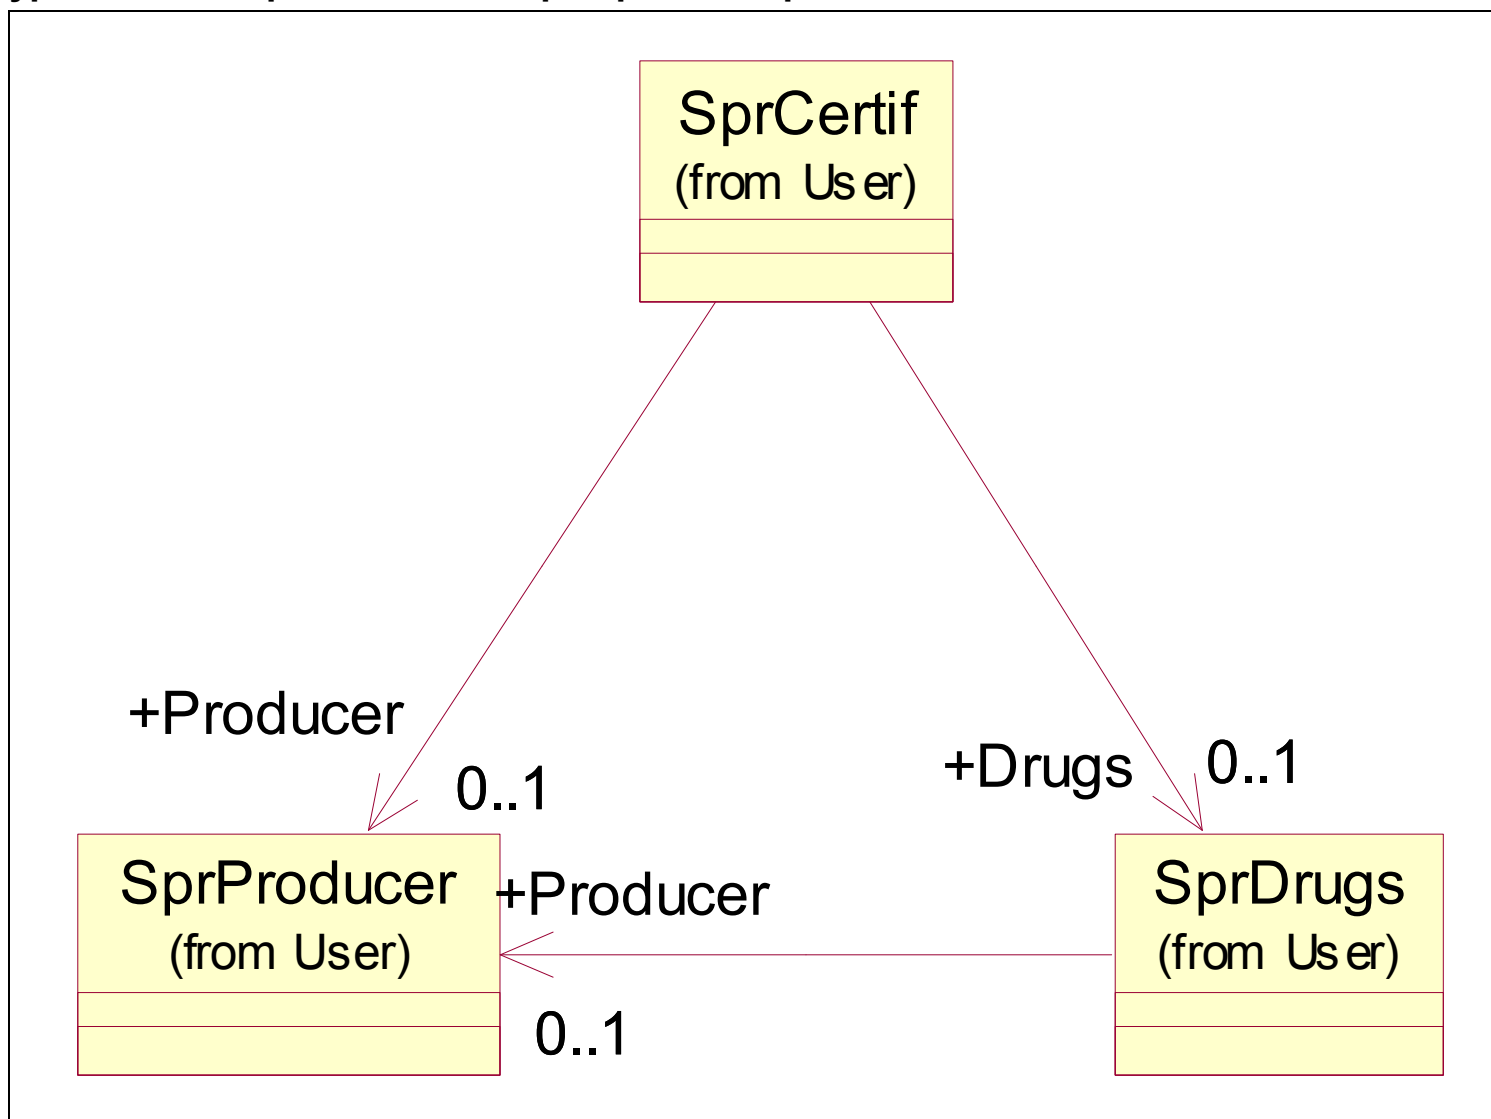 SprCertif
(from User)
+Producer
0..1
+Drugs
0..1
SprProducer
(from User)
+Producer
0..1
SprDrugs
(from User)